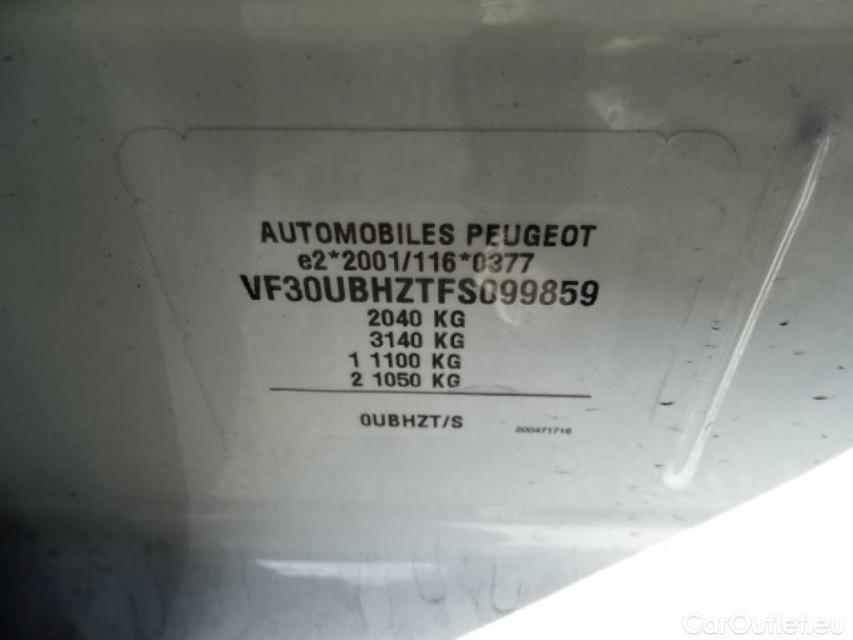 AUTOMOBILES PEUGEOT
e2*2001/116*0377
VF30UBHZTFS099859
2040 KG
3140 KG
1 1100 KG
2 1050 KG
0UBHZT/S
200471716
CarOutlet.eu